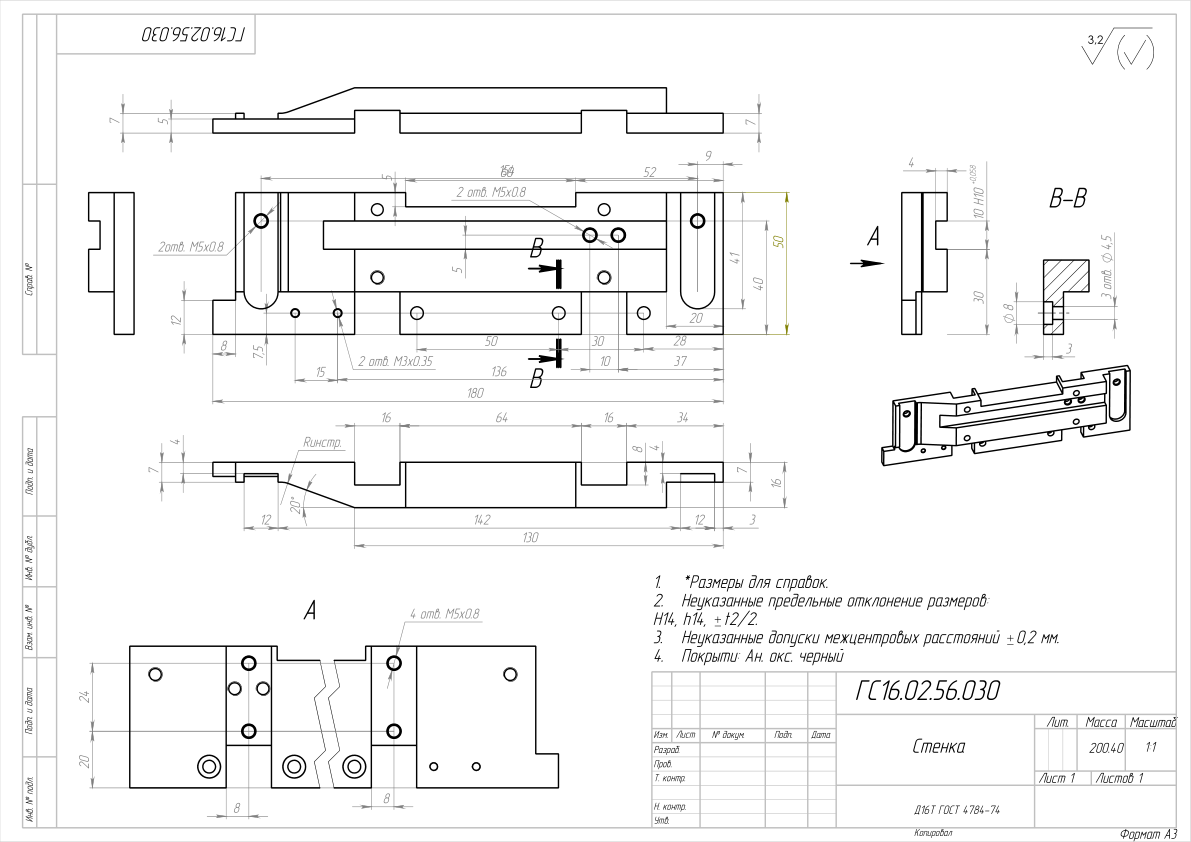 ГС16.02.56.030
3,2
7
5
7
154
60
52
9
5
2 отв. М5х0.8
2отв. М5х0.8
В
5
41
40
50
12
8
7.5
20
50
30
28
2 отв. М3х0.35
В
10
37
15
136
180
4
10 H10 +0,058
А
30
В-В
3 отв. ∅ 4,5
∅ 8
3
16
64
16
34
4
7
Rинстр.
8
4
7
16
20°
12
142
12
3
130
А
4 отв. М5х0.8
24
20
8
8
1. *Размеры для справок.
2. Неуказанные предельные отклонение размеров:
H14, h14, ±t2/2.
3. Неуказанные допуски межцентровых расстояний ±0,2 мм.
4. Покрыти: Ан. окс. черный
ГС16.02.56.030
Изм. Лист № докум. Подп. Дата
Разраб.
Пров.
Т. контр.
Н. контр.
Утв.
Стенка
Лит. Масса Масштаб
200.40 1:1
Лист 1 Листов 1
Д16Т ГОСТ 4784-74
Копировал
Формат А3
Справ. №
Подп. и дата
Инв. № дубл.
Взам. инв. №
Подп. и дата
Инв. № подл.